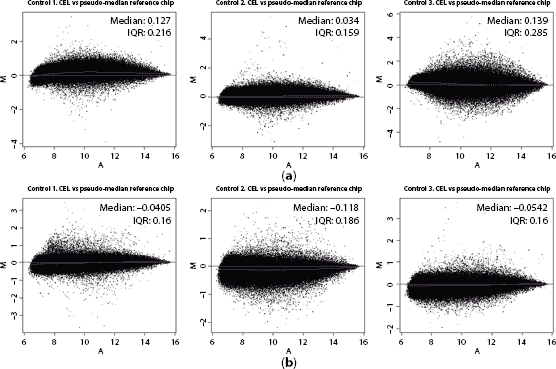 Control 1. CEL vs pseudo-median reference chip
Control 2. CEL vs pseudo-median reference chip
Control 3. CEL vs pseudo-median reference chip
Median: 0.127
IQR: 0.216
M
2
0
−2
−4
6 8 10 12 14 16
A
Median: 0.034
IQR: 0.159
M
4
2
0
−2
6 8 10 12 14 16
A
Median: 0.139
IQR: 0.285
M
6
4
2
0
−2
−4
6 8 10 12 14 16
A
(a)
Control 1. CEL vs pseudo-median reference chip
Control 2. CEL vs pseudo-median reference chip
Control 3. CEL vs pseudo-median reference chip
Median: −0.0405
IQR: 0.16
M
3
2
1
0
−1
−2
−3
6 8 10 12 14 16
A
Median: −0.118
IQR: 0.186
M
2
1
0
−1
−2
6 8 10 12 14 16
A
Median: −0.0542
IQR: 0.16
M
3
2
1
0
−1
−2
6 8 10 12 14 16
A
(b)